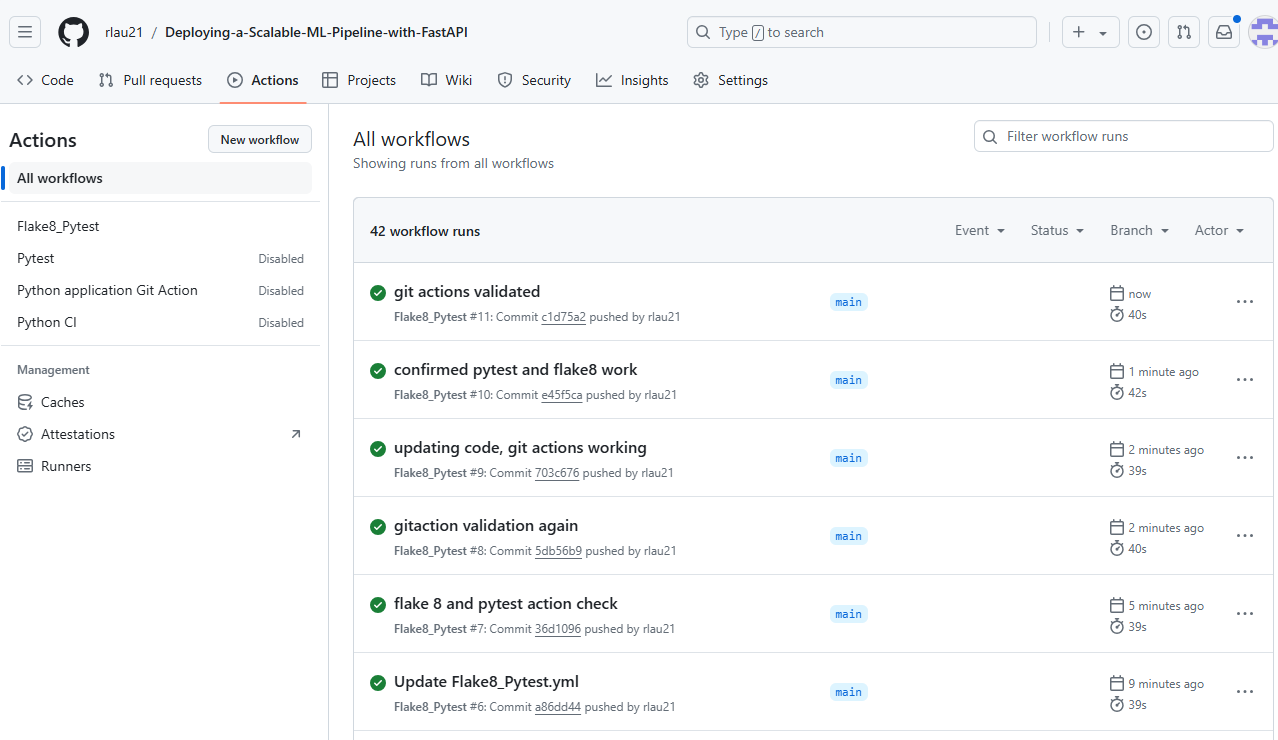 rlau21 / Deploying-a-Scalable-ML-Pipeline-with-FastAPI
Type / to search
Code Pull requests Actions Projects Wiki Security Insights Settings
Actions
New workflow
All workflows
Flake8_Pytest
Pytest Disabled
Python application Git Action Disabled
Python CI Disabled
Management
Caches
Attestations
Runners
All workflows
Showing runs from all workflows
Filter workflow runs
42 workflow runs
Event Status Branch Actor
git actions validated
Flake8_Pytest #11: Commit c1d75a2 pushed by rlau21
main
now
40s
confirmed pytest and flake8 work
Flake8_Pytest #10: Commit e45f5ca pushed by rlau21
main
1 minute ago
42s
updating code, git actions working
Flake8_Pytest #9: Commit 703c676 pushed by rlau21
main
2 minutes ago
39s
gitaction validation again
Flake8_Pytest #8: Commit 5db56b9 pushed by rlau21
main
2 minutes ago
40s
flake 8 and pytest action check
Flake8_Pytest #7: Commit 36d1096 pushed by rlau21
main
5 minutes ago
39s
Update Flake8_Pytest.yml
Flake8_Pytest #6: Commit a86dd44 pushed by rlau21
main
9 minutes ago
39s